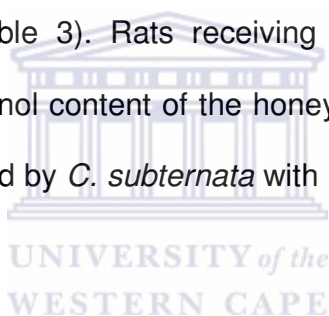 ble 3). Rats receiving
nol content of the honey
d by C. subternata with
UNIVERSITY of the
WESTERN CAPE